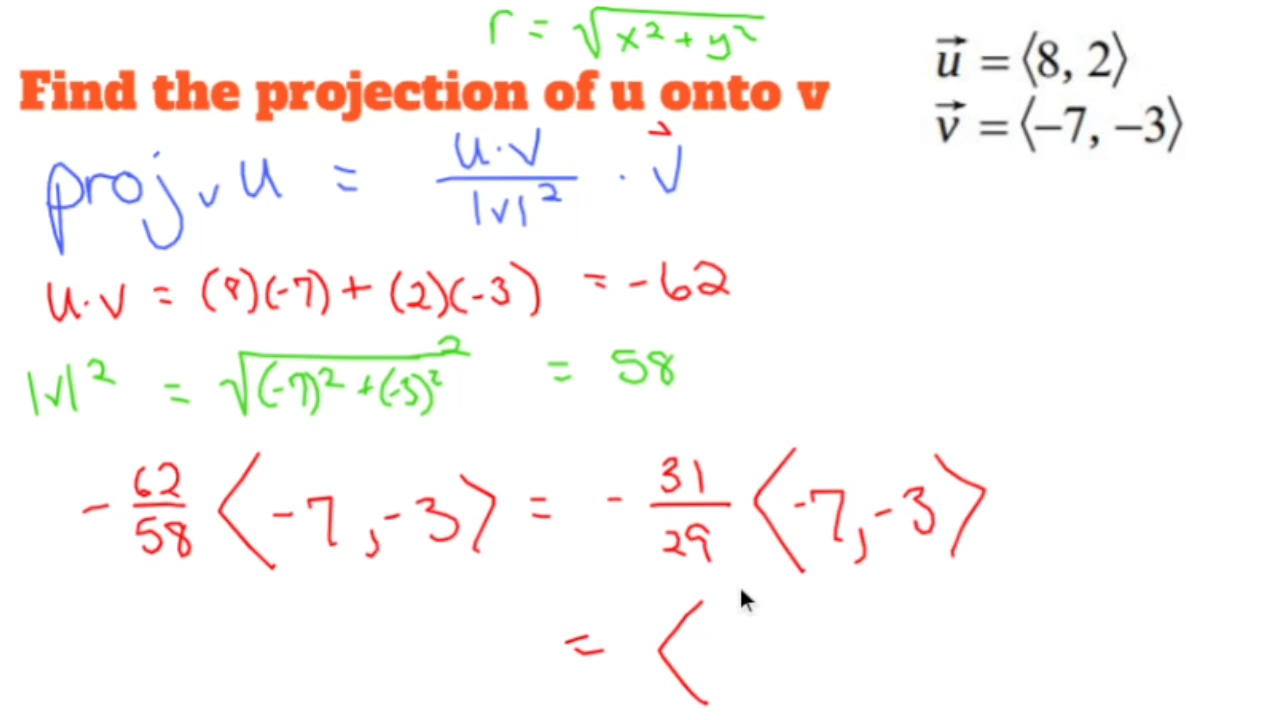 r = √(x² + y²)
Find the projection of u onto v
u⃗ = ⟨8, 2⟩
v⃗ = ⟨−7, −3⟩
proj_v u = (u·v)/|v|² · v⃗
u·v = (8)(-7) + (2)(-3) = -62
|v|² = √((-7)² + (-3)²)² = 58
-62/58 ⟨-7, -3⟩ = -31/29 ⟨-7, -3⟩
= ⟨